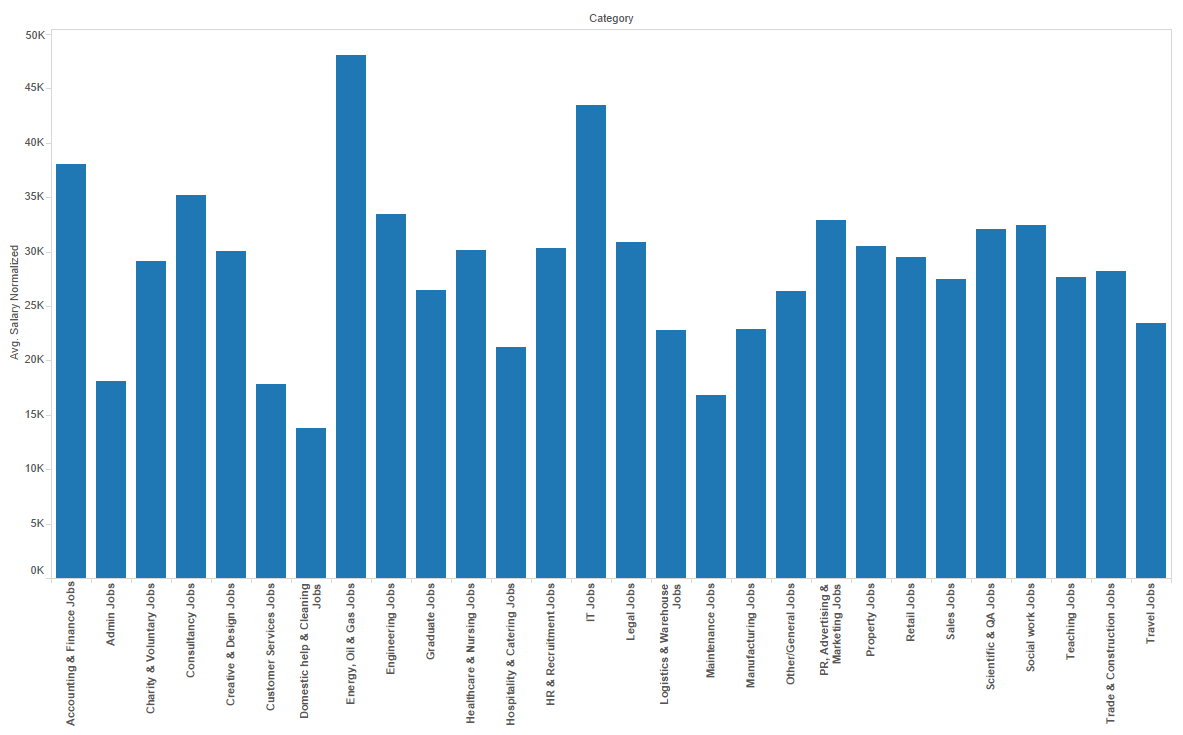 Category
50K
45K
40K
35K
30K
25K
20K
15K
10K
5K
0K
Avg. Salary Normalized
Accounting & Finance Jobs
Admin Jobs
Charity & Voluntary Jobs
Consultancy Jobs
Creative & Design Jobs
Customer Services Jobs
Domestic help & Cleaning
Jobs
Energy, Oil & Gas Jobs
Engineering Jobs
Graduate Jobs
Healthcare & Nursing Jobs
Hospitality & Catering Jobs
HR & Recruitment Jobs
IT Jobs
Legal Jobs
Logistics & Warehouse
Jobs
Maintenance Jobs
Manufacturing Jobs
Other/General Jobs
PR, Advertising &
Marketing Jobs
Property Jobs
Retail Jobs
Sales Jobs
Scientific & QA Jobs
Social work Jobs
Teaching Jobs
Trade & Construction Jobs
Travel Jobs